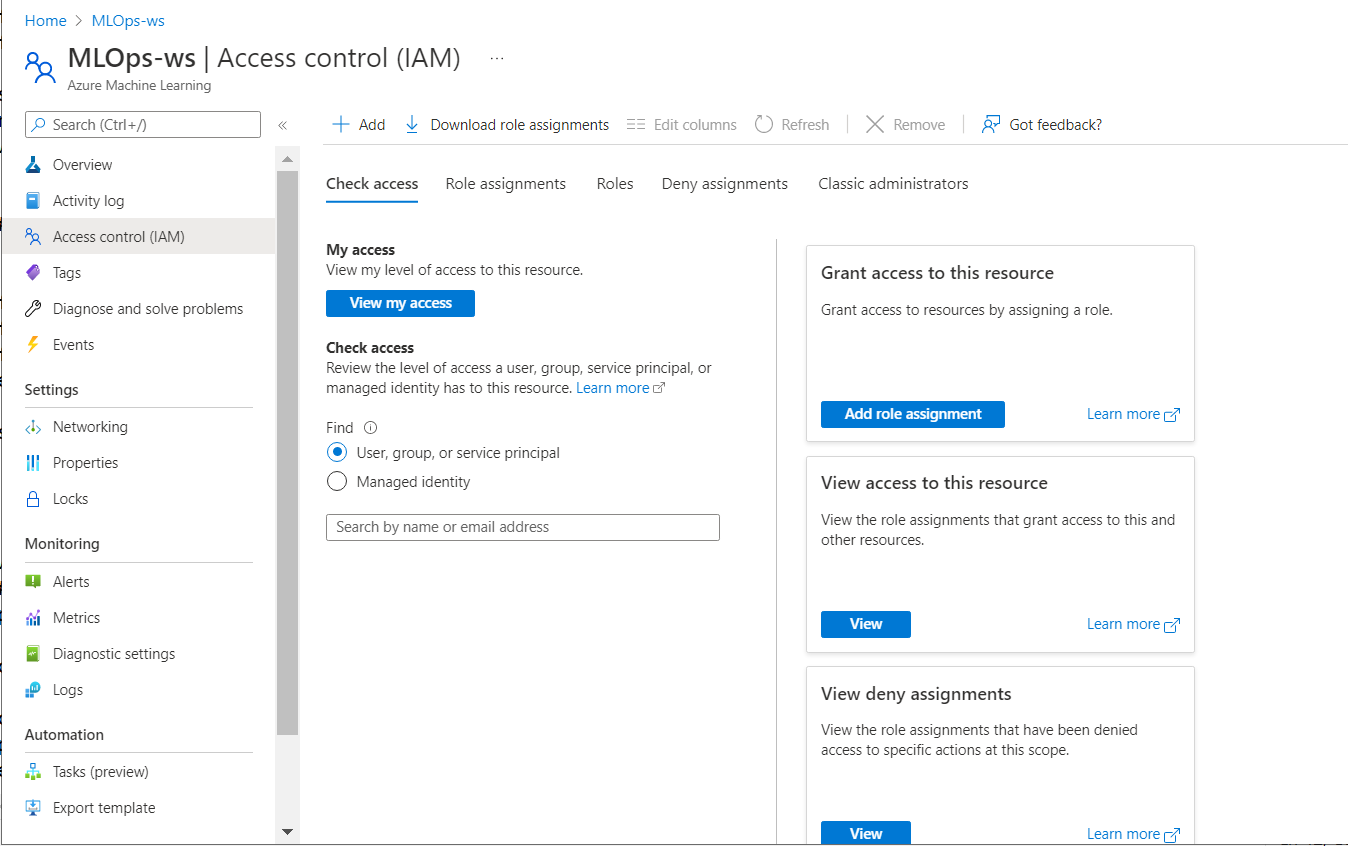 Home > MLOps-ws
MLOps-ws | Access control (IAM) ...
Azure Machine Learning
Search (Ctrl+/)
«
Overview
Activity log
Access control (IAM)
Tags
Diagnose and solve problems
Events
Settings
Networking
Properties
Locks
Monitoring
Alerts
Metrics
Diagnostic settings
Logs
Automation
Tasks (preview)
Export template
+ Add
Download role assignments
Edit columns
Refresh
Remove
Got feedback?
Check access
Role assignments
Roles
Deny assignments
Classic administrators
My access
View my level of access to this resource.
View my access
Check access
Review the level of access a user, group, service principal, or
managed identity has to this resource. Learn more
Find
User, group, or service principal
Managed identity
Search by name or email address
Grant access to this resource
Grant access to resources by assigning a role.
Add role assignment
Learn more
View access to this resource
View the role assignments that grant access to this and
other resources.
View
Learn more
View deny assignments
View the role assignments that have been denied
access to specific actions at this scope.
View
Learn more